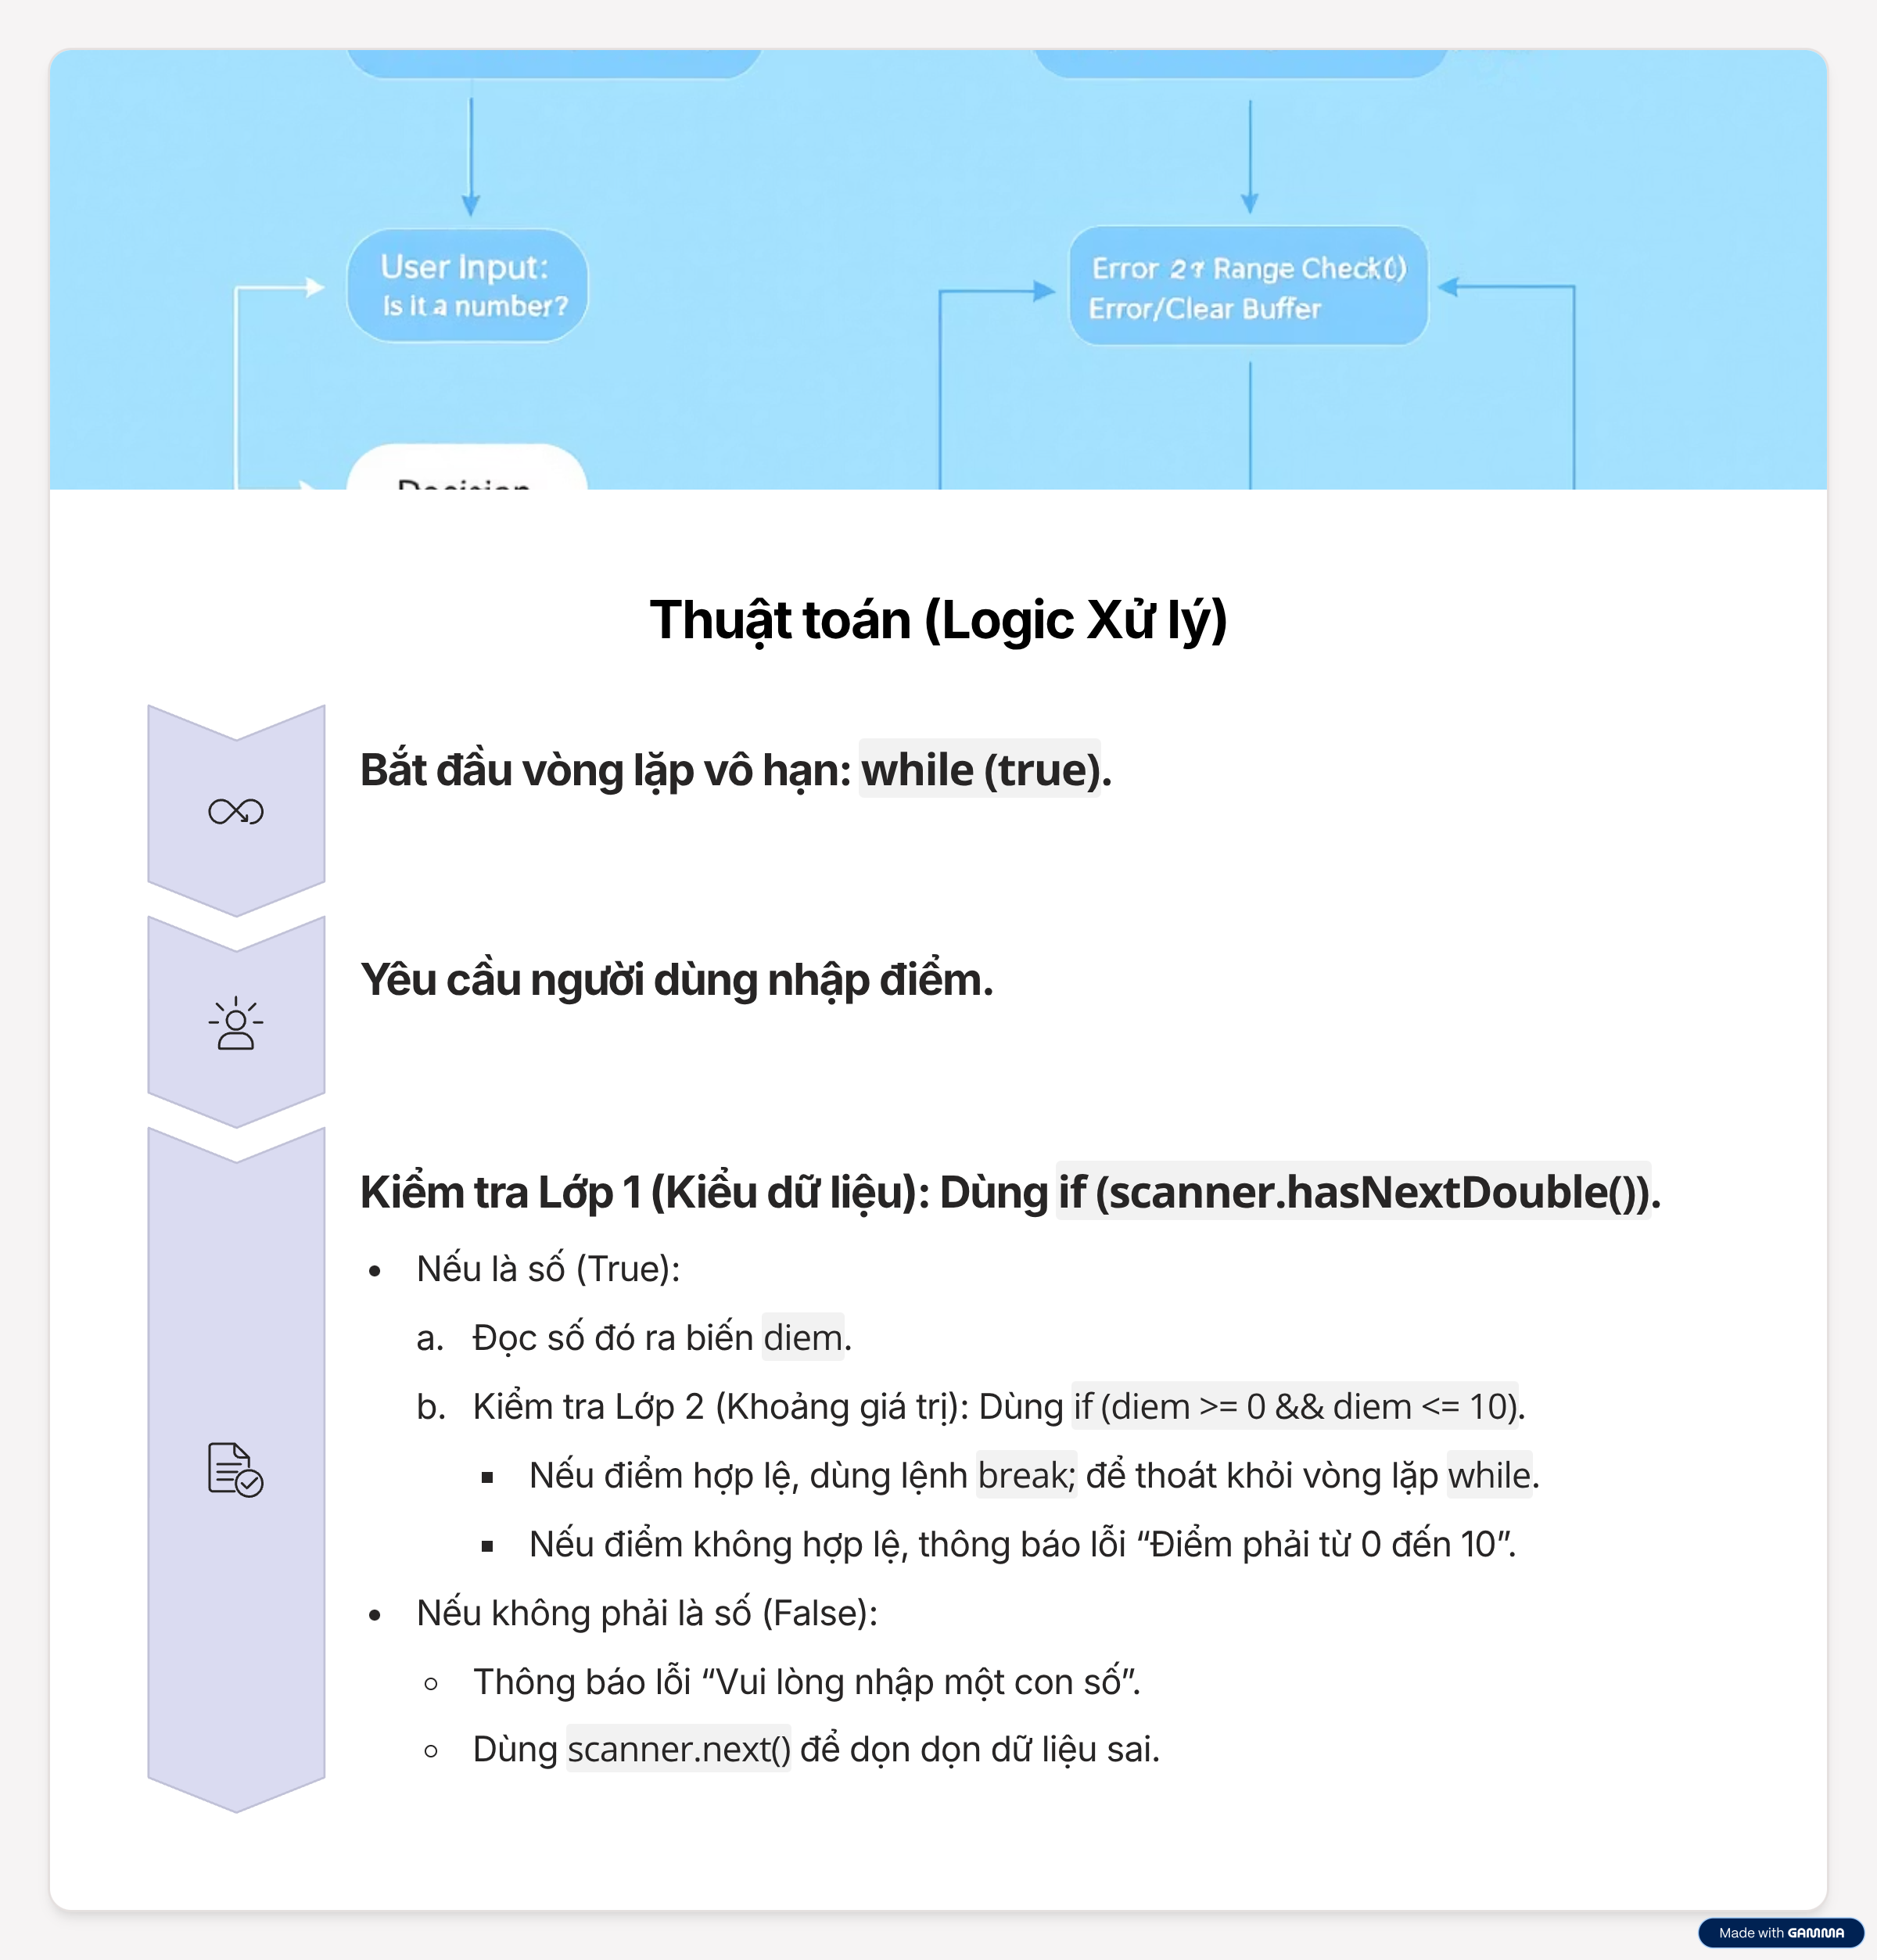 User Input:
Is it a number?
Error Range Check()
Error/Clear Buffer
Thuật toán (Logic Xử lý)
Bắt đầu vòng lặp vô hạn: while (true).
Yêu cầu người dùng nhập điểm.
Kiểm tra Lớp 1 (Kiểu dữ liệu): Dùng if (scanner.hasNextDouble()).
• Nếu là số (True):
a. Đọc số đó ra biến diem.
b. Kiểm tra Lớp 2 (Khoảng giá trị): Dùng if (diem >= 0 && diem <= 10).
▪ Nếu điểm hợp lệ, dùng lệnh break; để thoát khỏi vòng lặp while.
▪ Nếu điểm không hợp lệ, thông báo lỗi “Điểm phải từ 0 đến 10”.
• Nếu không phải là số (False):
○ Thông báo lỗi “Vui lòng nhập một con số”.
○ Dùng scanner.next() để dọn dọn dữ liệu sai.
Made with GAMMA